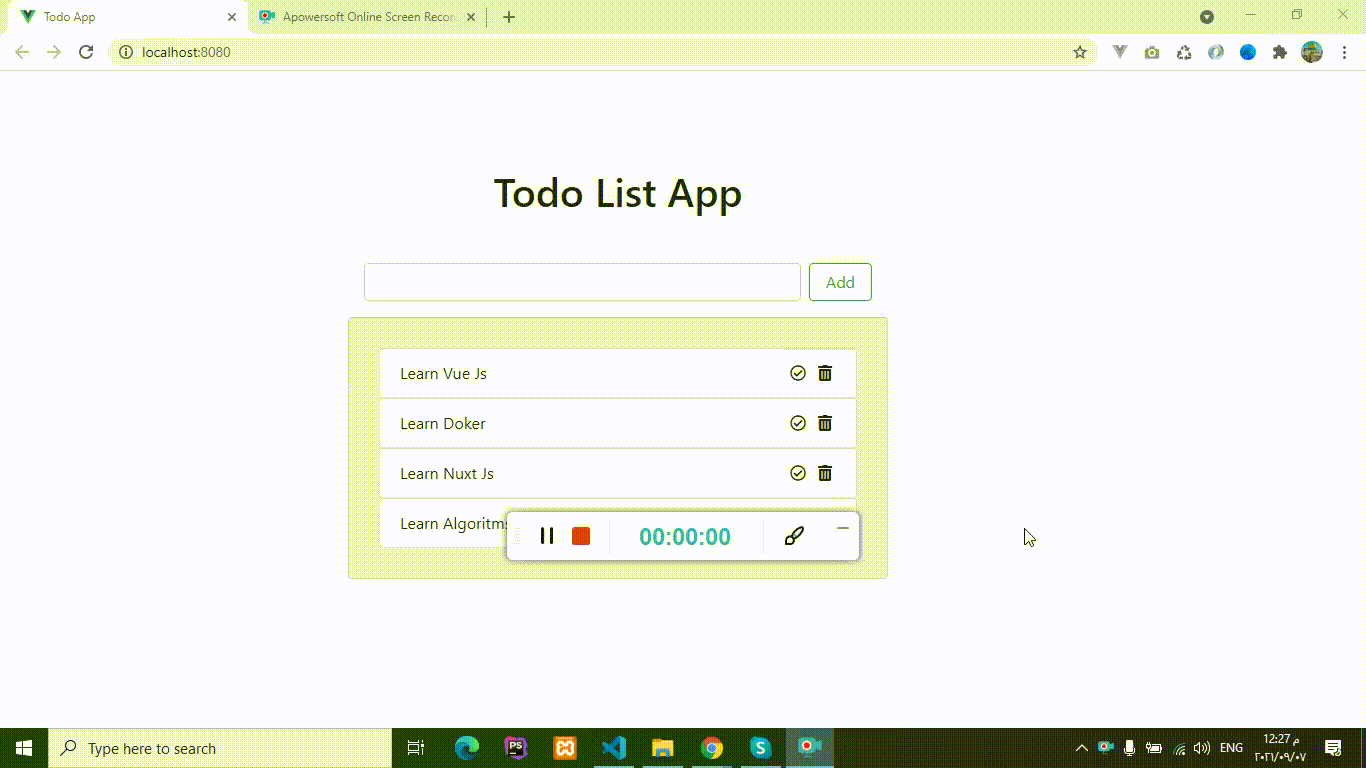 Todo App
Apowersoft Online Screen Recor
localhost:8080
Todo List App
Add
Learn Vue Js
Learn Doker
Learn Nuxt Js
Learn Algoritms
00:00:00
Type here to search
PS
S
ENG
12:27 م
٢٠٢١/٠٩/٠٧